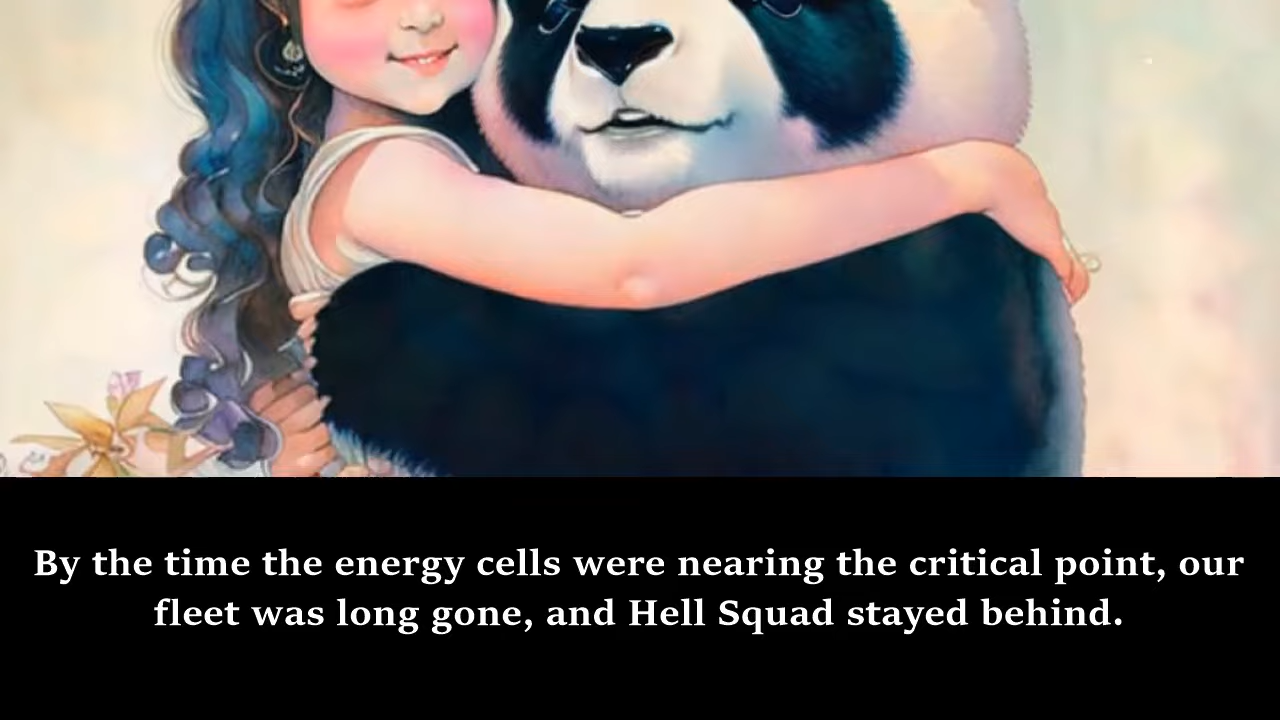 By the time the energy cells were nearing the critical point, our
fleet was long gone, and Hell Squad stayed behind.